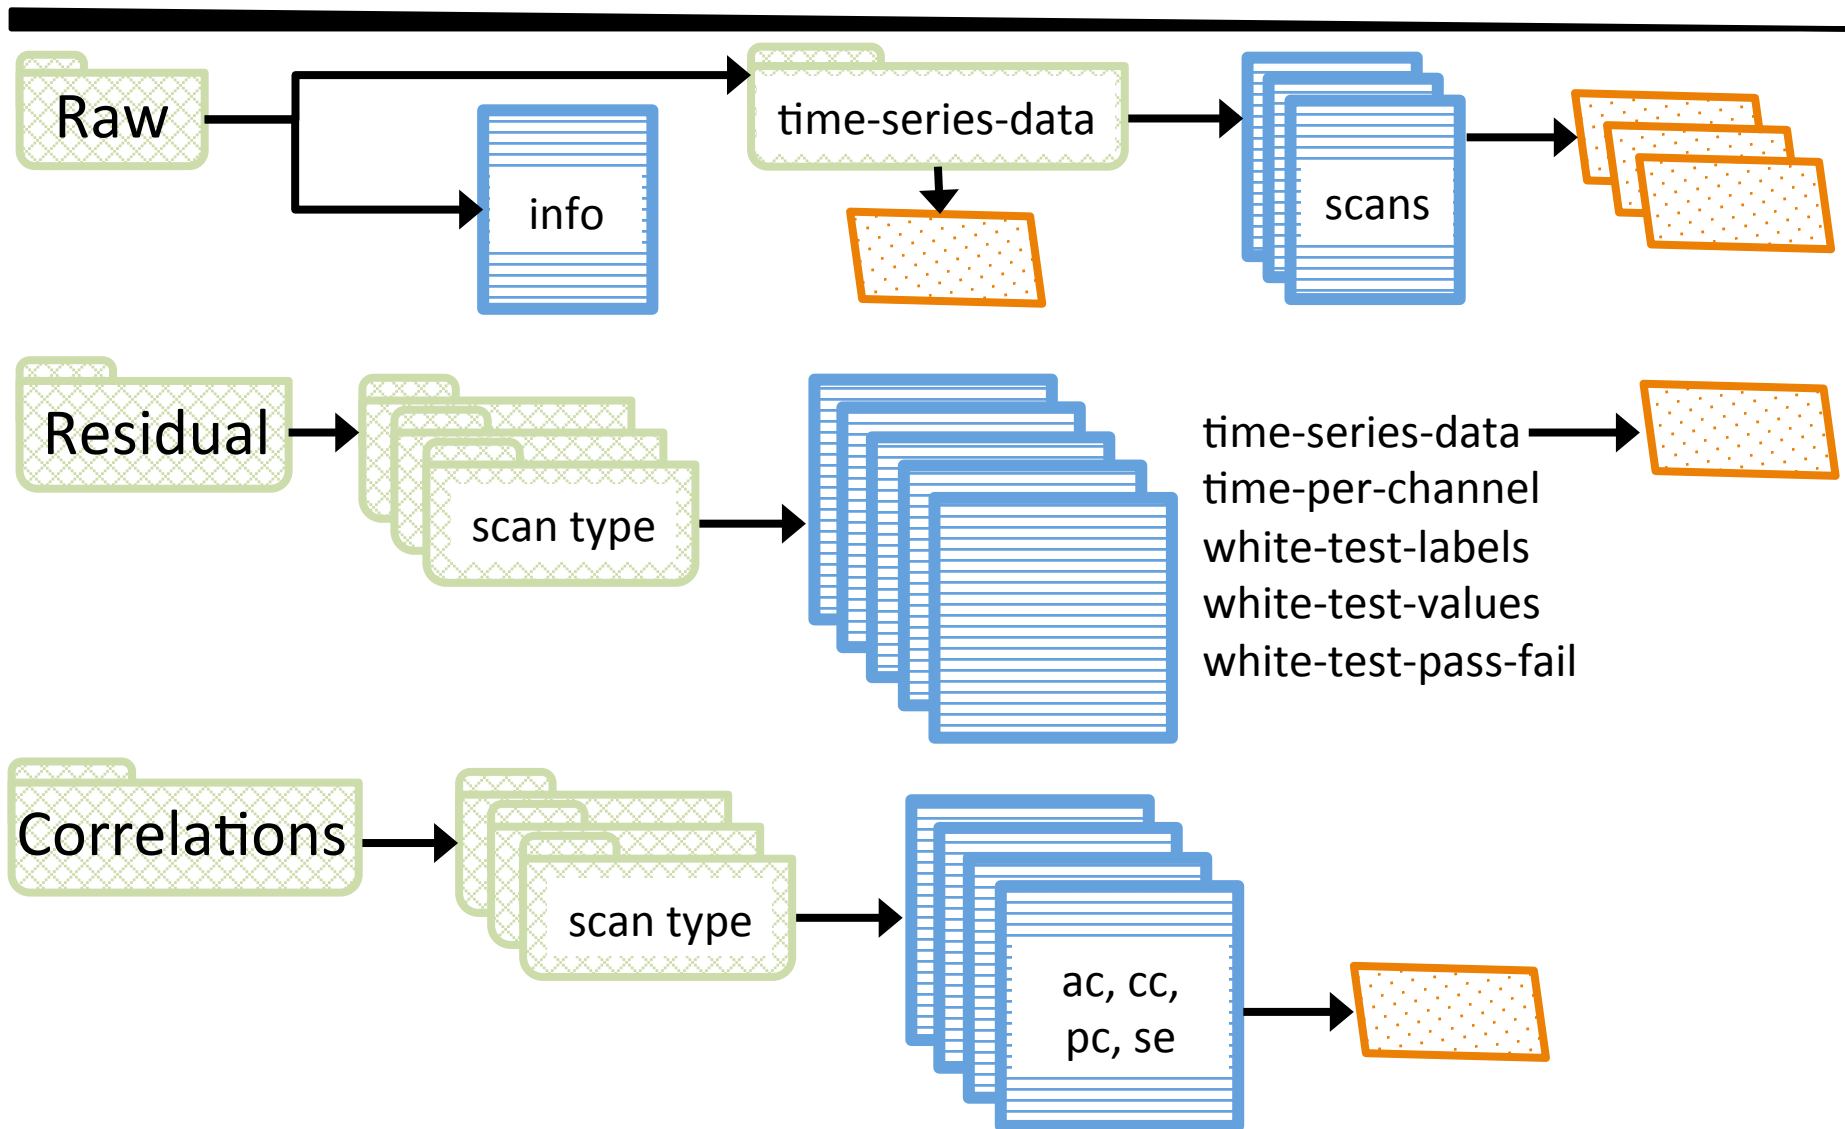 Raw
time-series-data
info
scans
Residual
scan type
time-series-data
time-per-channel
white-test-labels
white-test-values
white-test-pass-fail
Correlations
scan type
ac, cc,
pc, se